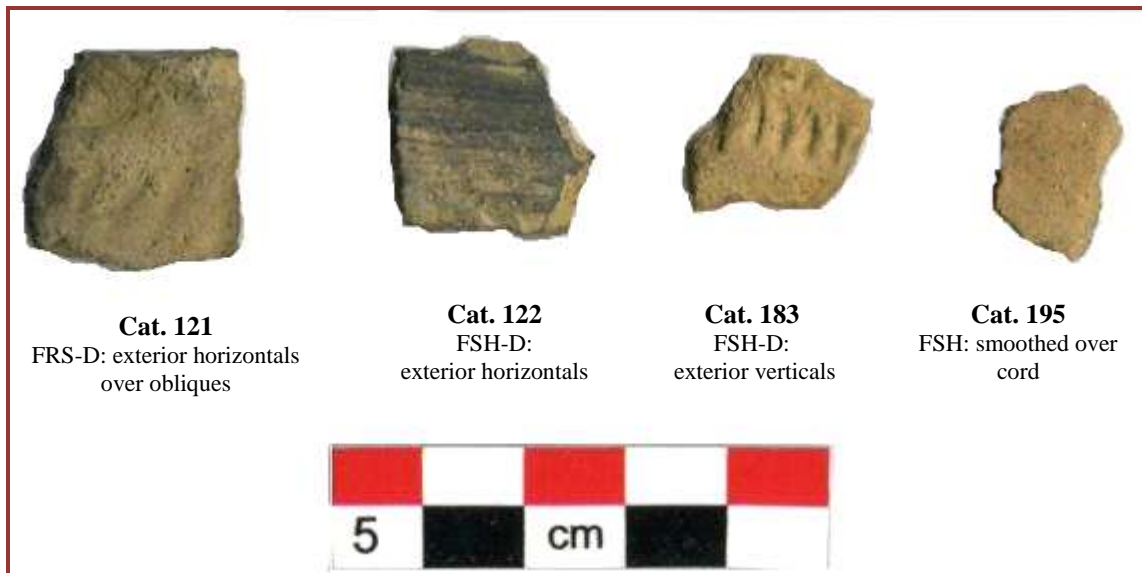 Cat. 121
FRS-D: exterior horizontals
over obliques
Cat. 122
FSH-D:
exterior horizontals
Cat. 183
FSH-D:
exterior verticals
Cat. 195
FSH: smoothed over
cord
5 cm